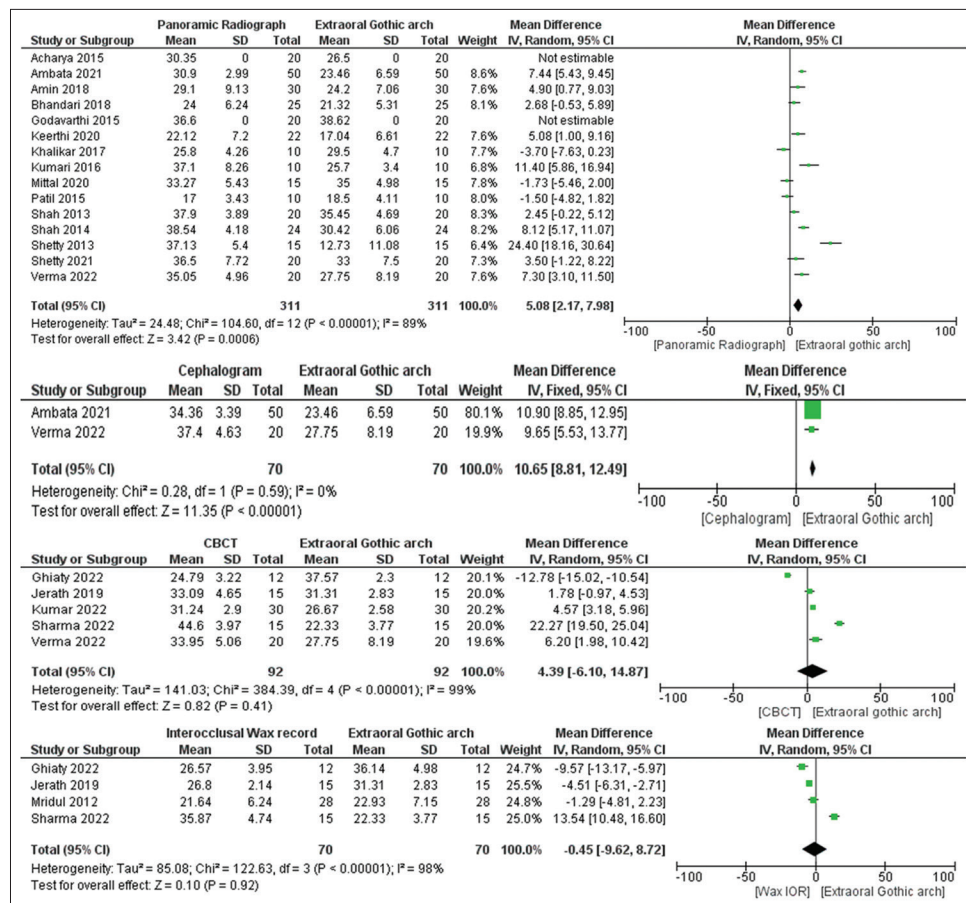 Panoramic Radiograph Extraoral Gothic arch Mean Difference Mean Difference
Study or Subgroup Mean SD Total Mean SD Total Weight IV, Random, 95% CI IV, Random, 95% CI
Acharya 2015 30.35 0 20 26.5 0 20 Not estimable
Ambata 2021 30.9 2.99 50 23.46 6.59 50 8.6% 7.44 [5.43, 9.45]
Amin 2018 29.1 9.13 30 24.2 7.06 30 7.6% 4.90 [0.77, 9.03]
Bhandari 2018 24 6.24 25 21.32 5.31 25 8.1% 2.68 [-0.53, 5.89]
Godavarthi 2015 36.6 0 20 38.62 0 20 Not estimable
Keerthi 2020 22.12 7.2 22 17.04 6.61 22 7.6% 5.08 [1.00, 9.16]
Khalikar 2017 25.8 4.26 10 29.5 4.7 10 7.7% -3.70 [-7.63, 0.23]
Kumari 2016 37.1 8.26 10 25.7 3.4 10 6.8% 11.40 [5.86, 16.94]
Mittal 2020 33.27 5.43 15 35 4.98 15 7.8% -1.73 [-5.46, 2.00]
Patil 2015 17 3.43 10 18.5 4.11 10 8.0% -1.50 [-4.82, 1.82]
Shah 2013 37.9 3.89 20 35.45 4.69 20 8.3% 2.45 [-0.22, 5.12]
Shah 2014 38.54 4.18 24 30.42 6.06 24 8.2% 8.12 [5.17, 11.07]
Shetty 2013 37.13 5.4 15 12.73 11.08 15 6.4% 24.40 [18.16, 30.64]
Shetty 2021 36.5 7.72 20 33 7.5 20 7.3% 3.50 [-1.22, 8.22]
Verma 2022 35.05 4.96 20 27.75 8.19 20 7.6% 7.30 [3.10, 11.50]
Total (95% CI) 311 311 100.0% 5.08 [2.17, 7.98]
Heterogeneity: Tau² = 24.48; Chi² = 104.60, df = 12 (P < 0.00001); I² = 89%
Test for overall effect: Z = 3.42 (P = 0.0006)
-100 -50 0 50 100
[Panoramic Radiograph] [Extraoral gothic arch]
Cephalogram Extraoral Gothic arch Mean Difference Mean Difference
Study or Subgroup Mean SD Total Mean SD Total Weight IV, Fixed, 95% CI IV, Fixed, 95% CI
Ambata 2021 34.36 3.39 50 23.46 6.59 50 80.1% 10.90 [8.85, 12.95]
Verma 2022 37.4 4.63 20 27.75 8.19 20 19.9% 9.65 [5.53, 13.77]
Total (95% CI) 70 70 100.0% 10.65 [8.81, 12.49]
Heterogeneity: Chi² = 0.28, df = 1 (P = 0.59); I² = 0%
Test for overall effect: Z = 11.35 (P < 0.00001)
-100 -50 0 50 100
[Cephalogram] [Extraoral Gothic arch]
CBCT Extraoral Gothic arch Mean Difference Mean Difference
Study or Subgroup Mean SD Total Mean SD Total Weight IV, Random, 95% CI IV, Random, 95% CI
Ghiaty 2022 24.79 3.22 12 37.57 2.3 12 20.1% -12.78 [-15.02, -10.54]
Jerath 2019 33.09 4.65 15 31.31 2.83 15 20.0% 1.78 [-0.97, 4.53]
Kumar 2022 31.24 2.9 30 26.67 2.58 30 20.2% 4.57 [3.18, 5.96]
Sharma 2022 44.6 3.97 15 22.33 3.77 15 20.0% 22.27 [19.50, 25.04]
Verma 2022 33.95 5.06 20 27.75 8.19 20 19.6% 6.20 [1.98, 10.42]
Total (95% CI) 92 92 100.0% 4.39 [-6.10, 14.87]
Heterogeneity: Tau² = 141.03; Chi² = 384.39, df = 4 (P < 0.00001); I² = 99%
Test for overall effect: Z = 0.82 (P = 0.41)
-100 -50 0 50 100
[CBCT] [Extraoral gothic arch]
Interocclusal Wax record Extraoral Gothic arch Mean Difference Mean Difference
Study or Subgroup Mean SD Total Mean SD Total Weight IV, Random, 95% CI IV, Random, 95% CI
Ghiaty 2022 26.57 3.95 12 36.14 4.98 12 24.7% -9.57 [-13.17, -5.97]
Jerath 2019 26.8 2.14 15 31.31 2.83 15 25.5% -4.51 [-6.31, -2.71]
Mridul 2012 21.64 6.24 28 22.93 7.15 28 24.8% -1.29 [-4.81, 2.23]
Sharma 2022 35.87 4.74 15 22.33 3.77 15 25.0% 13.54 [10.48, 16.60]
Total (95% CI) 70 70 100.0% -0.45 [-9.62, 8.72]
Heterogeneity: Tau² = 85.08; Chi² = 122.63, df = 3 (P < 0.00001); I² = 98%
Test for overall effect: Z = 0.10 (P = 0.92)
-100 -50 0 50 100
[Wax IOR] [Extraoral Gothic arch]